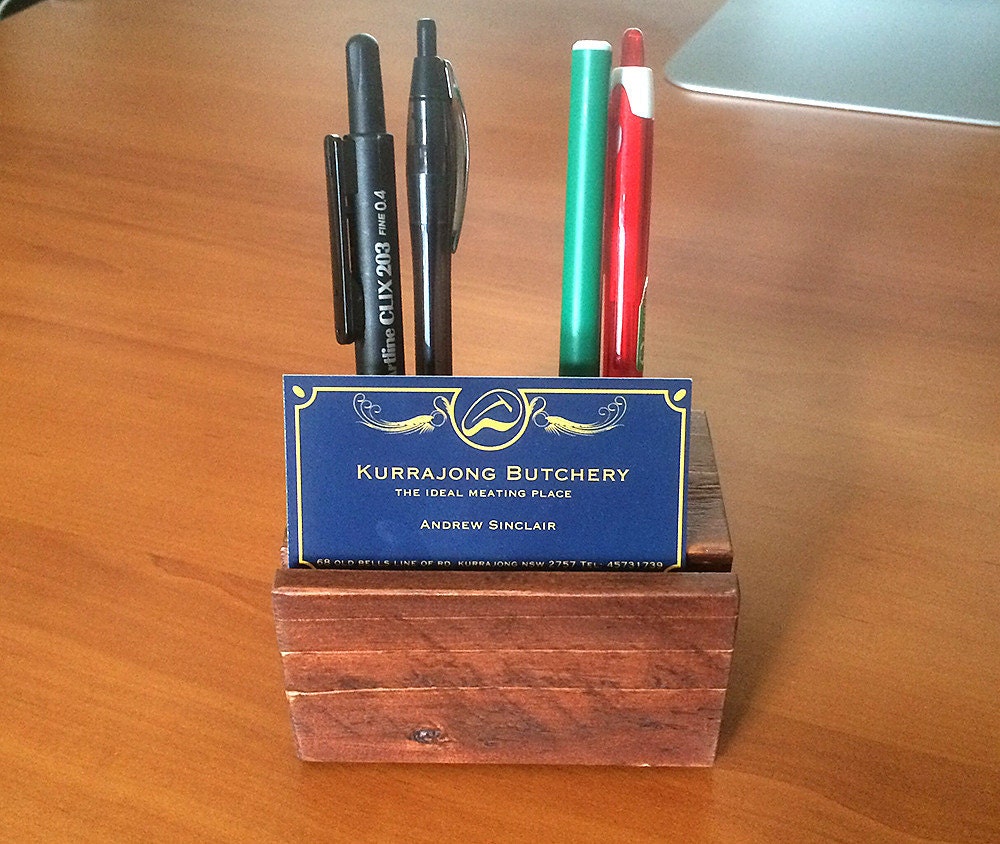 Artline CLIX 203 FINE 0.4
KURRAJONG BUTCHERY
THE IDEAL MEATING PLACE
ANDREW SINCLAIR
68 OLD BELLS LINE OF RD, KURRAJONG NSW 2757 TEL: 45731739